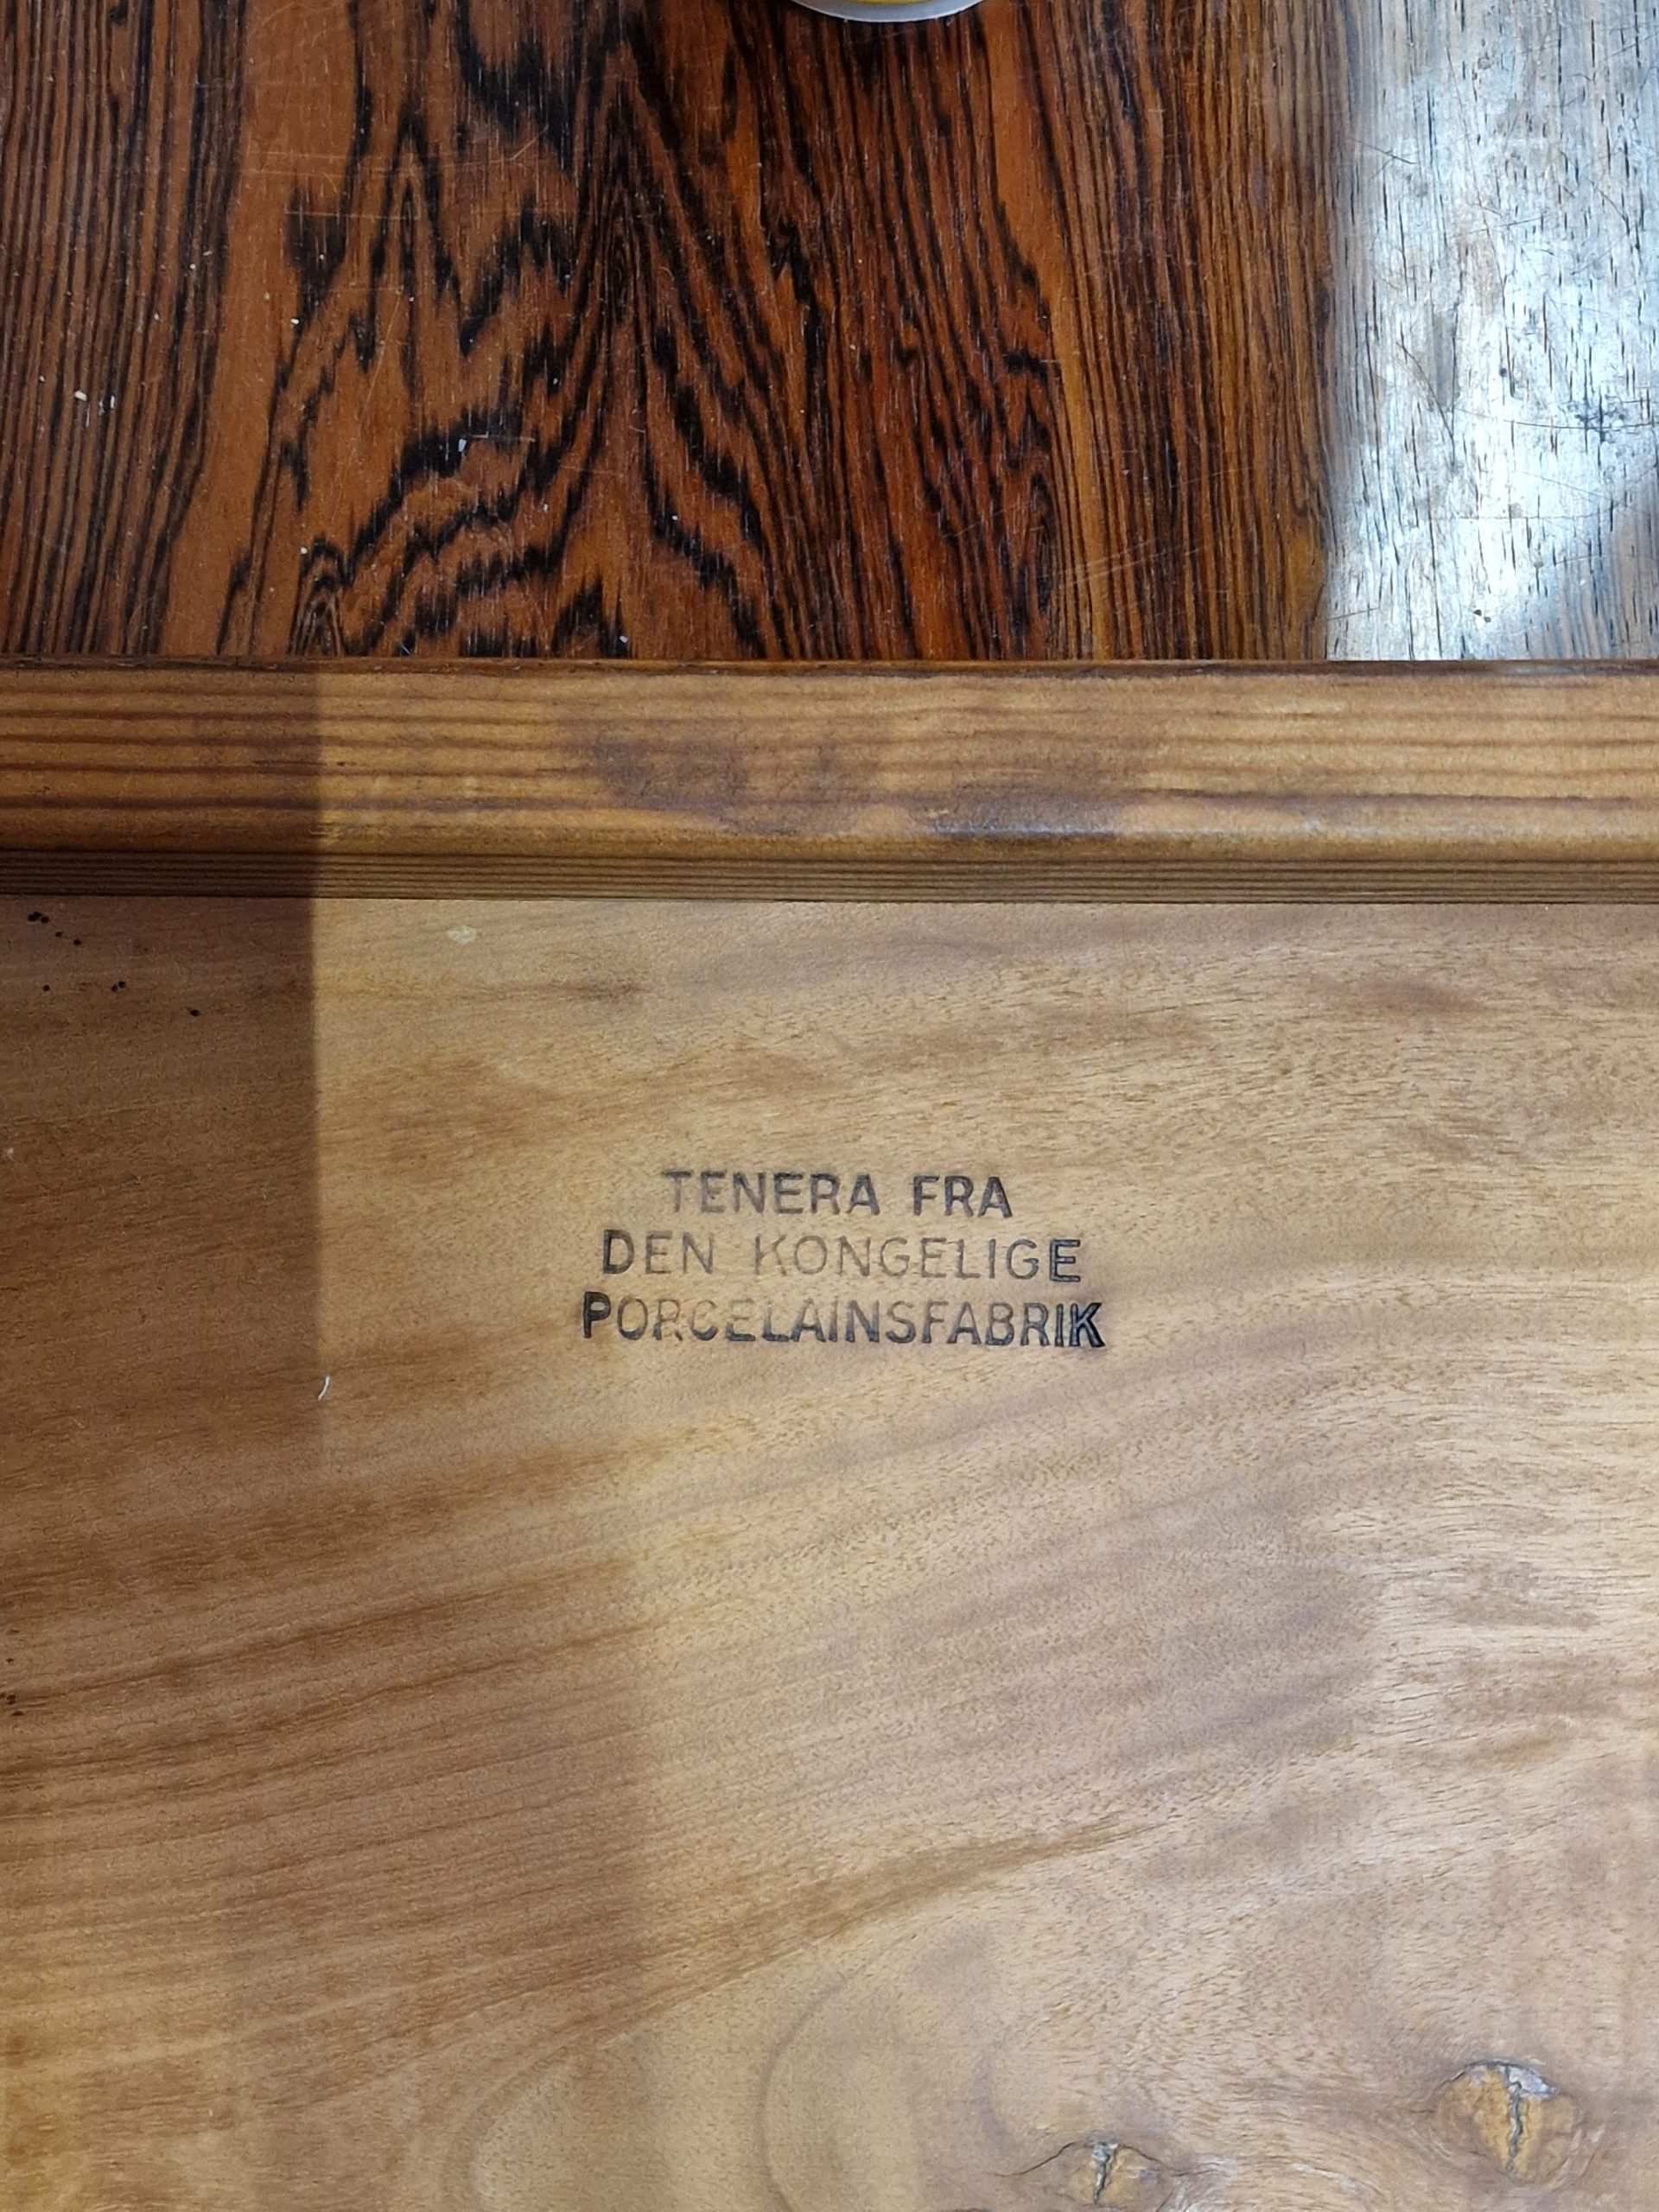 TENERA FRA
DEN KONGELIGE
PORCELAINSFABRIK